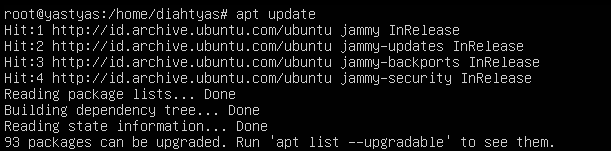 root@yastyas:/home/diahtyas# apt update
Hit:1 http://id.archive.ubuntu.com/ubuntu jammy InRelease
Hit:2 http://id.archive.ubuntu.com/ubuntu jammy-updates InRelease
Hit:3 http://id.archive.ubuntu.com/ubuntu jammy-backports InRelease
Hit:4 http://id.archive.ubuntu.com/ubuntu jammy-security InRelease
Reading package lists... Done
Building dependency tree... Done
Reading state information... Done
93 packages can be upgraded. Run 'apt list --upgradable' to see them.